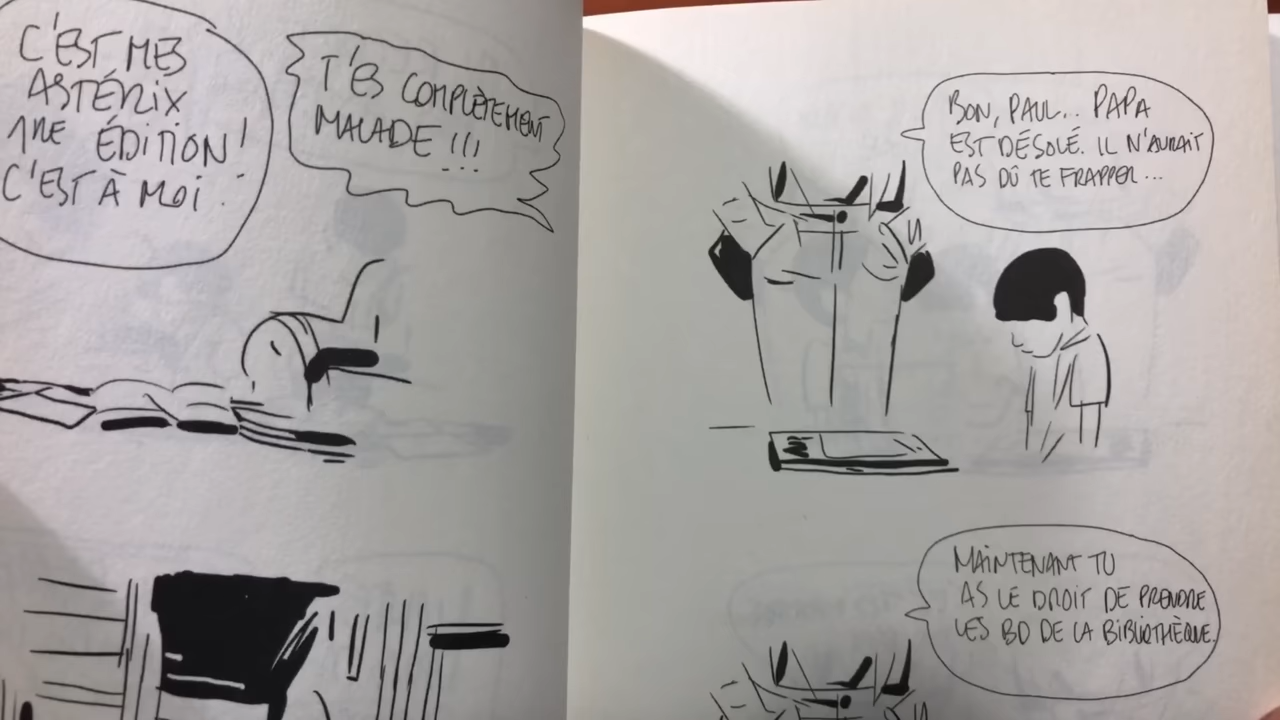 C'EST MES
ASTÉRIX
1RE ÉDITION!
C'EST À MOI.
T'ES COMPLÈTEMENT
MALADE!!!
BON, PAUL... PAPA
EST DÉSOLÉ. IL N'AURAIT
PAS DÛ TE FRAPPER...
MAINTENANT TU
AS LE DROIT DE PRENDRE
LES BD DE LA BIBLIOTHÈQUE.